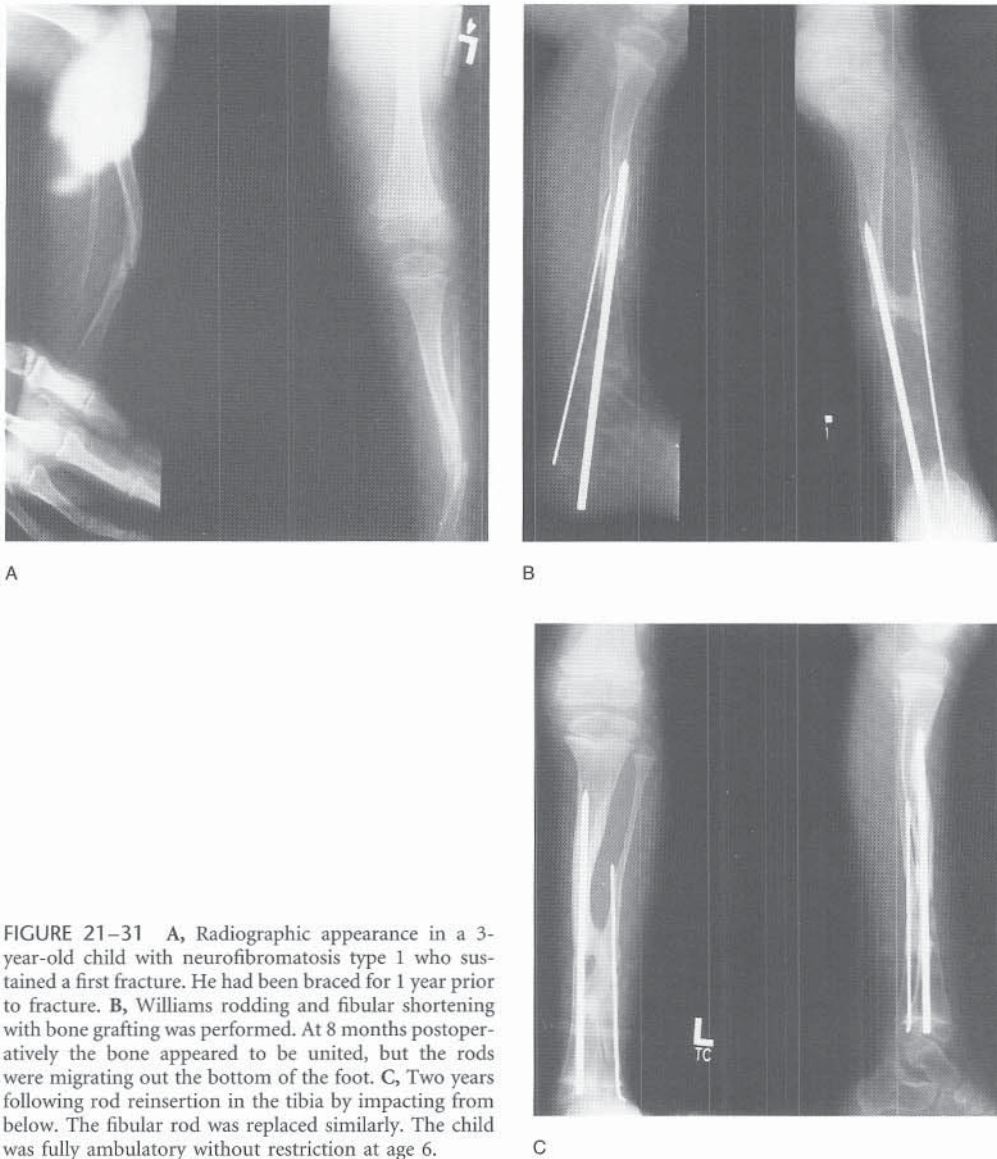 L
A
B
FIGURE 21–31 A, Radiographic appearance in a 3-
year-old child with neurofibromatosis type 1 who sus-
tained a first fracture. He had been braced for 1 year prior
to fracture. B, Williams rodding and fibular shortening
with bone grafting was performed. At 8 months postoper-
atively the bone appeared to be united, but the rods
were migrating out the bottom of the foot. C, Two years
following rod reinsertion in the tibia by impacting from
below. The fibular rod was replaced similarly. The child
was fully ambulatory without restriction at age 6.
L
TC
C